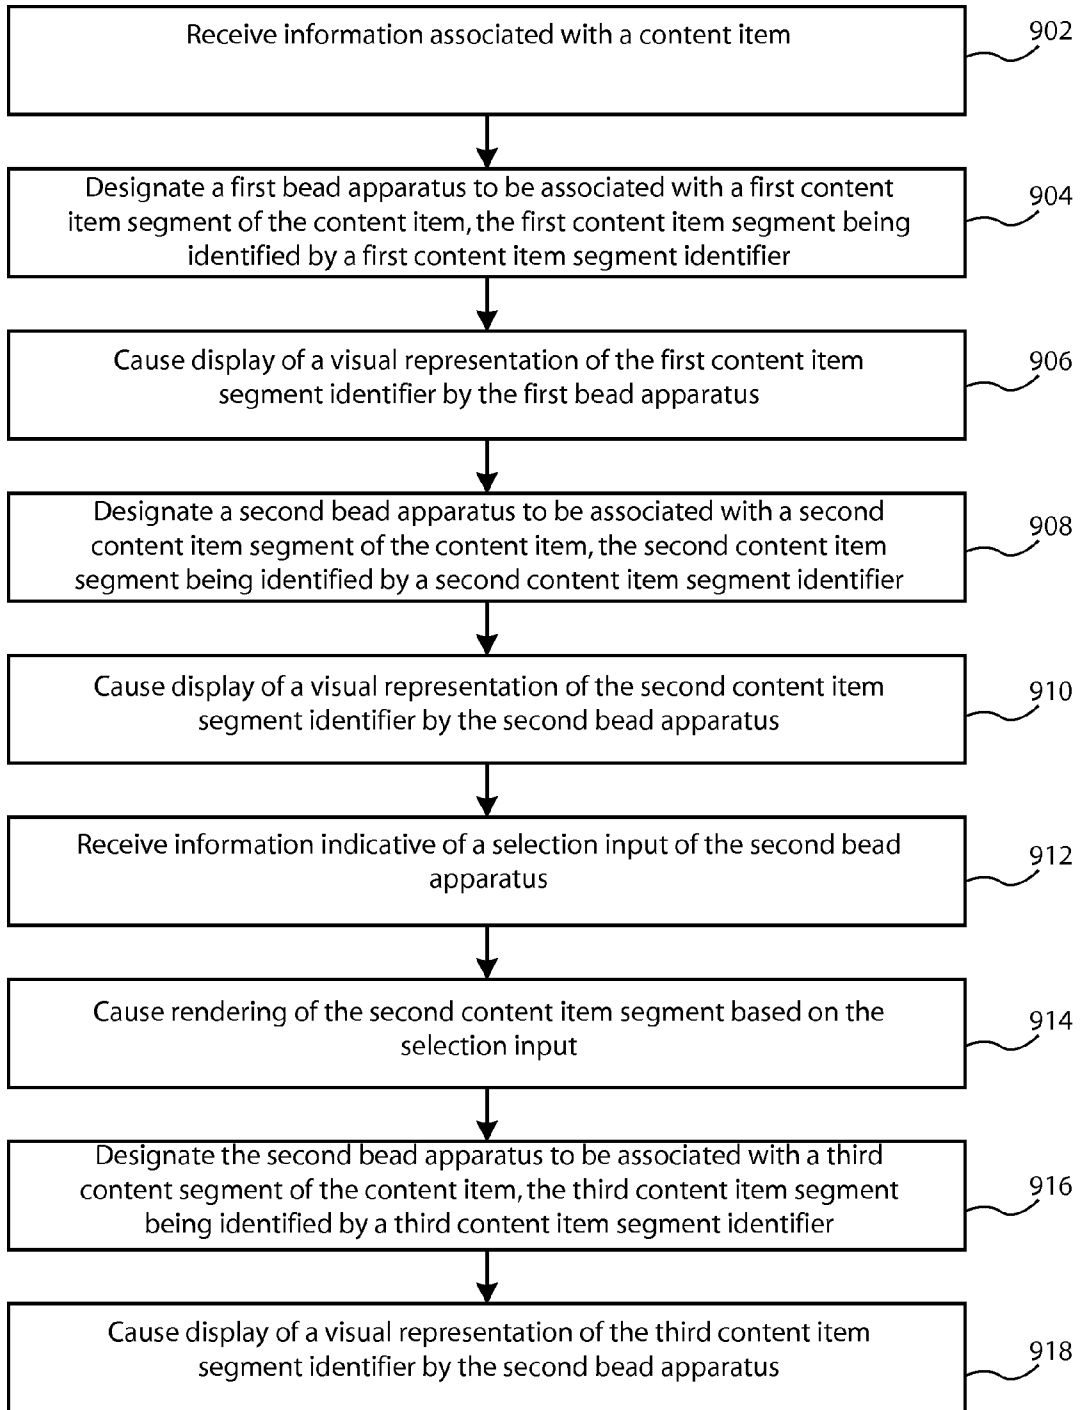 Receive information associated with a content item
902
Designate a first bead apparatus to be associated with a first content
item segment of the content item, the first content item segment being
identified by a first content item segment identifier
904
Cause display of a visual representation of the first content item
segment identifier by the first bead apparatus
906
Designate a second bead apparatus to be associated with a second
content item segment of the content item, the second content item
segment being identified by a second content item segment identifier
908
Cause display of a visual representation of the second content item
segment identifier by the second bead apparatus
910
Receive information indicative of a selection input of the second bead
apparatus
912
Cause rendering of the second content item segment based on the
selection input
914
Designate the second bead apparatus to be associated with a third
content segment of the content item, the third content item segment
being identified by a third content item segment identifier
916
Cause display of a visual representation of the third content item
segment identifier by the second bead apparatus
918